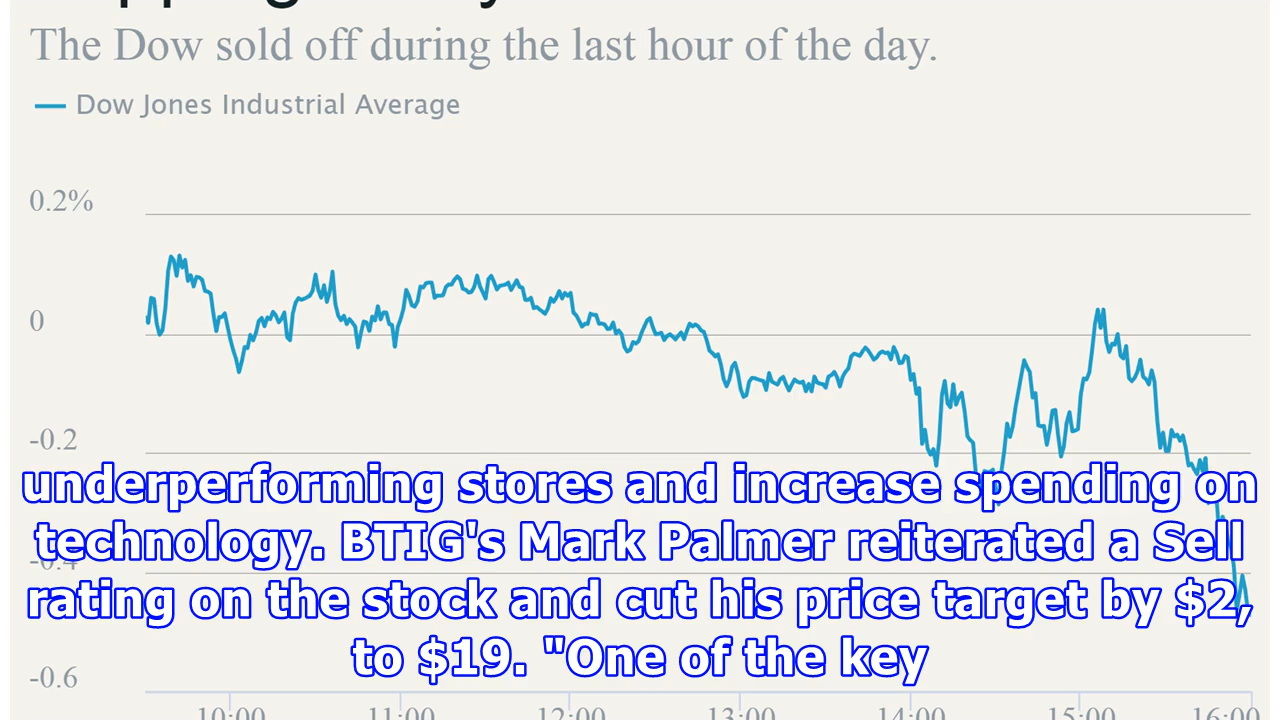 The Dow sold off during the last hour of the day.
Dow Jones Industrial Average
0.2%
0
-0.2
underperforming stores and increase spending on
technology. BTIG's Mark Palmer reiterated a Sell
-0.4
rating on the stock and cut his price target by $2,
to $19. "One of the key
-0.6
10:00 11:00 12:00 13:00 14:00 15:00 16:00